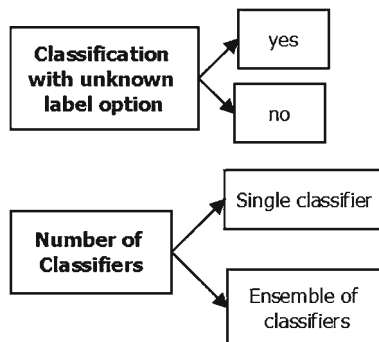 Classification
with unknown
label option
yes
no
Number of
Classifiers
Single classifier
Ensemble of
classifiers